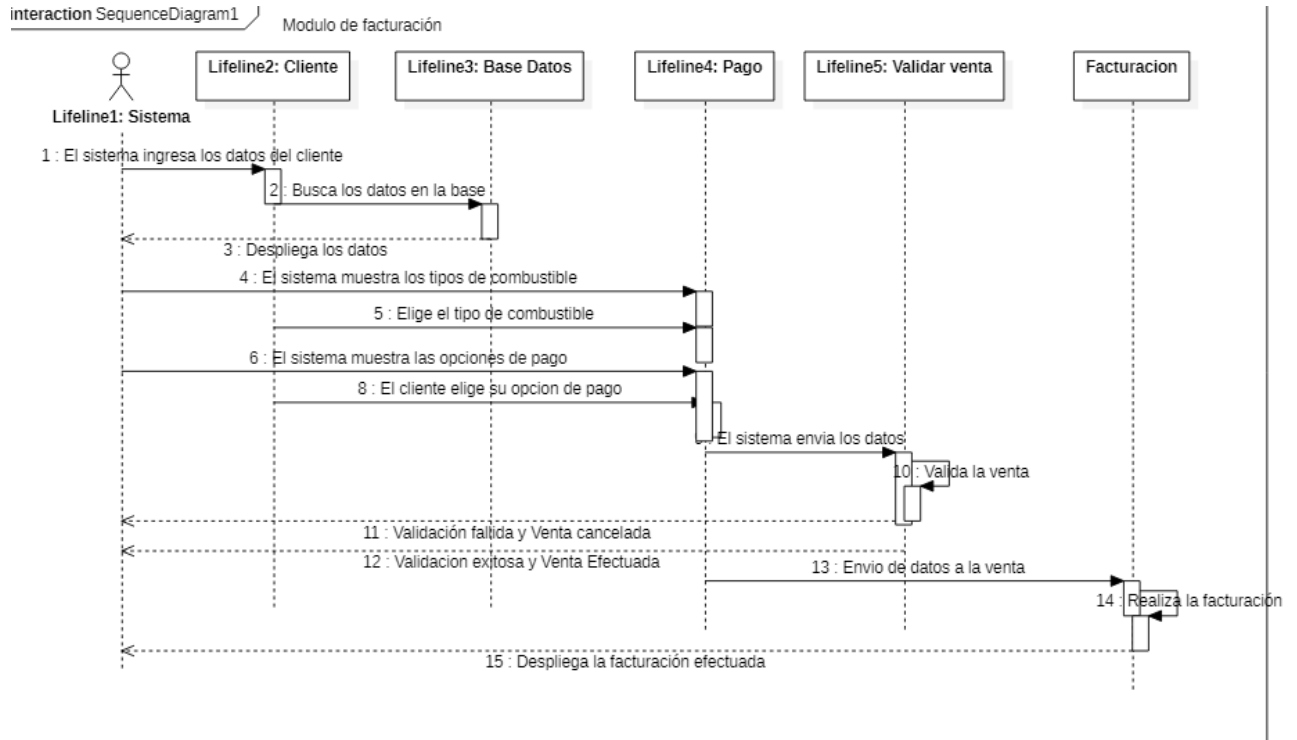 interaction SequenceDiagram1
Modulo de facturación
Lifeline2: Cliente
Lifeline3: Base Datos
Lifeline4: Pago
Lifeline5: Validar venta
Facturacion
Lifeline1: Sistema
1 : El sistema ingresa los datos del cliente
2 : Busca los datos en la base
3 : Despliega los datos
4 : El sistema muestra los tipos de combustible
5 : Elige el tipo de combustible
6 : El sistema muestra las opciones de pago
8 : El cliente elige su opcion de pago
: El sistema envia los datos
10 : Valida la venta
11 : Validación faltida y Venta cancelada
12 : Validacion exitosa y Venta Efectuada
13 : Envio de datos a la venta
14 : Realiza la facturación
15 : Despliega la facturación efectuada